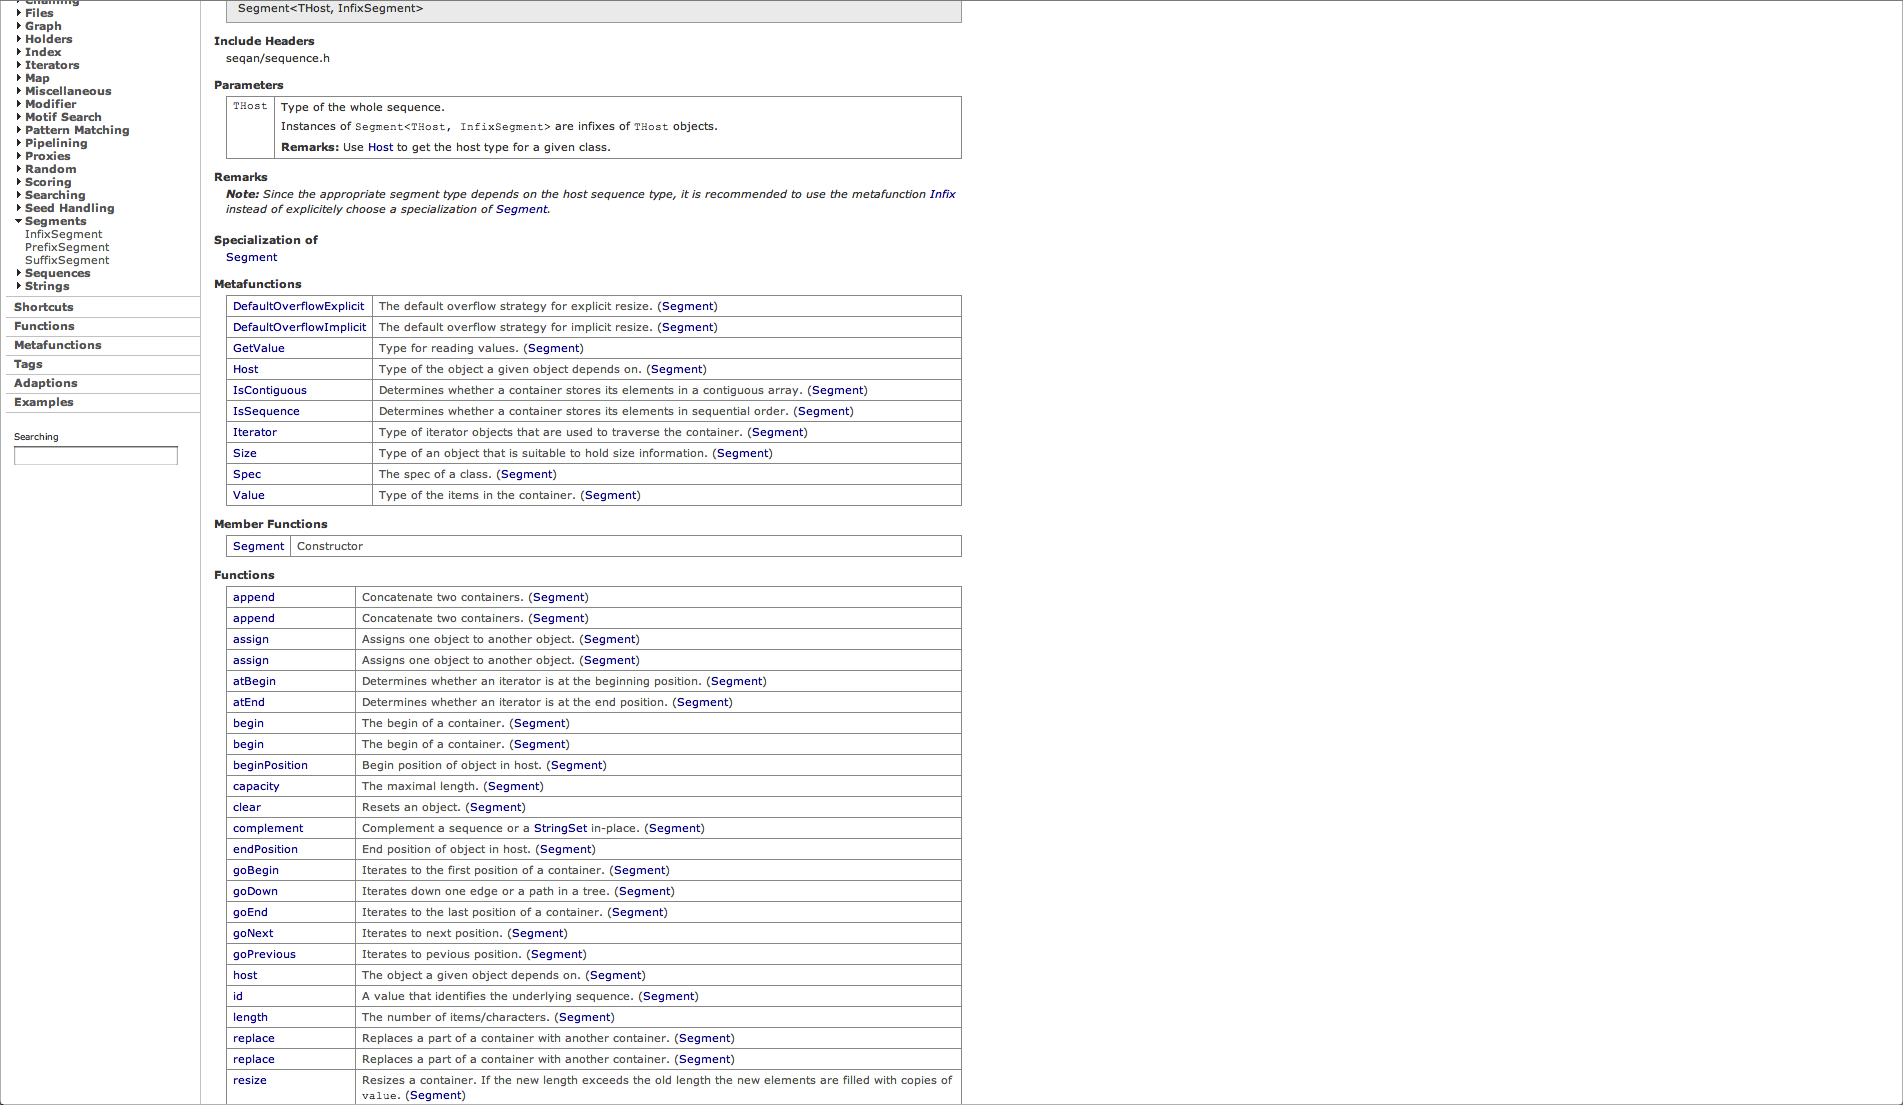 Chaining
Files
Graph
Holders
Index
Iterators
Map
Miscellaneous
Modifier
Motif Search
Pattern Matching
Pipelining
Proxies
Random
Scoring
Searching
Seed Handling
Segments
InfixSegment
PrefixSegment
SuffixSegment
Sequences
Strings
Shortcuts
Functions
Metafunctions
Tags
Adaptions
Examples
Searching
Segment<THost, InfixSegment>
Include Headers
seqan/sequence.h
Parameters
THost Type of the whole sequence.
Instances of Segment<THost, InfixSegment> are infixes of THost objects.
Remarks: Use Host to get the host type for a given class.
Remarks
Note: Since the appropriate segment type depends on the host sequence type, it is recommended to use the metafunction Infix
instead of explicitely choose a specialization of Segment.
Specialization of
Segment
Metafunctions
DefaultOverflowExplicit The default overflow strategy for explicit resize. (Segment)
DefaultOverflowImplicit The default overflow strategy for implicit resize. (Segment)
GetValue Type for reading values. (Segment)
Host Type of the object a given object depends on. (Segment)
IsContiguous Determines whether a container stores its elements in a contiguous array. (Segment)
IsSequence Determines whether a container stores its elements in sequential order. (Segment)
Iterator Type of iterator objects that are used to traverse the container. (Segment)
Size Type of an object that is suitable to hold size information. (Segment)
Spec The spec of a class. (Segment)
Value Type of the items in the container. (Segment)
Member Functions
Segment Constructor
Functions
append Concatenate two containers. (Segment)
append Concatenate two containers. (Segment)
assign Assigns one object to another object. (Segment)
assign Assigns one object to another object. (Segment)
atBegin Determines whether an iterator is at the beginning position. (Segment)
atEnd Determines whether an iterator is at the end position. (Segment)
begin The begin of a container. (Segment)
begin The begin of a container. (Segment)
beginPosition Begin position of object in host. (Segment)
capacity The maximal length. (Segment)
clear Resets an object. (Segment)
complement Complement a sequence or a StringSet in-place. (Segment)
endPosition End position of object in host. (Segment)
goBegin Iterates to the first position of a container. (Segment)
goDown Iterates down one edge or a path in a tree. (Segment)
goEnd Iterates to the last position of a container. (Segment)
goNext Iterates to next position. (Segment)
goPrevious Iterates to pevious position. (Segment)
host The object a given object depends on. (Segment)
id A value that identifies the underlying sequence. (Segment)
length The number of items/characters. (Segment)
replace Replaces a part of a container with another container. (Segment)
replace Replaces a part of a container with another container. (Segment)
resize Resizes a container. If the new length exceeds the old length the new elements are filled with copies of
value. (Segment)